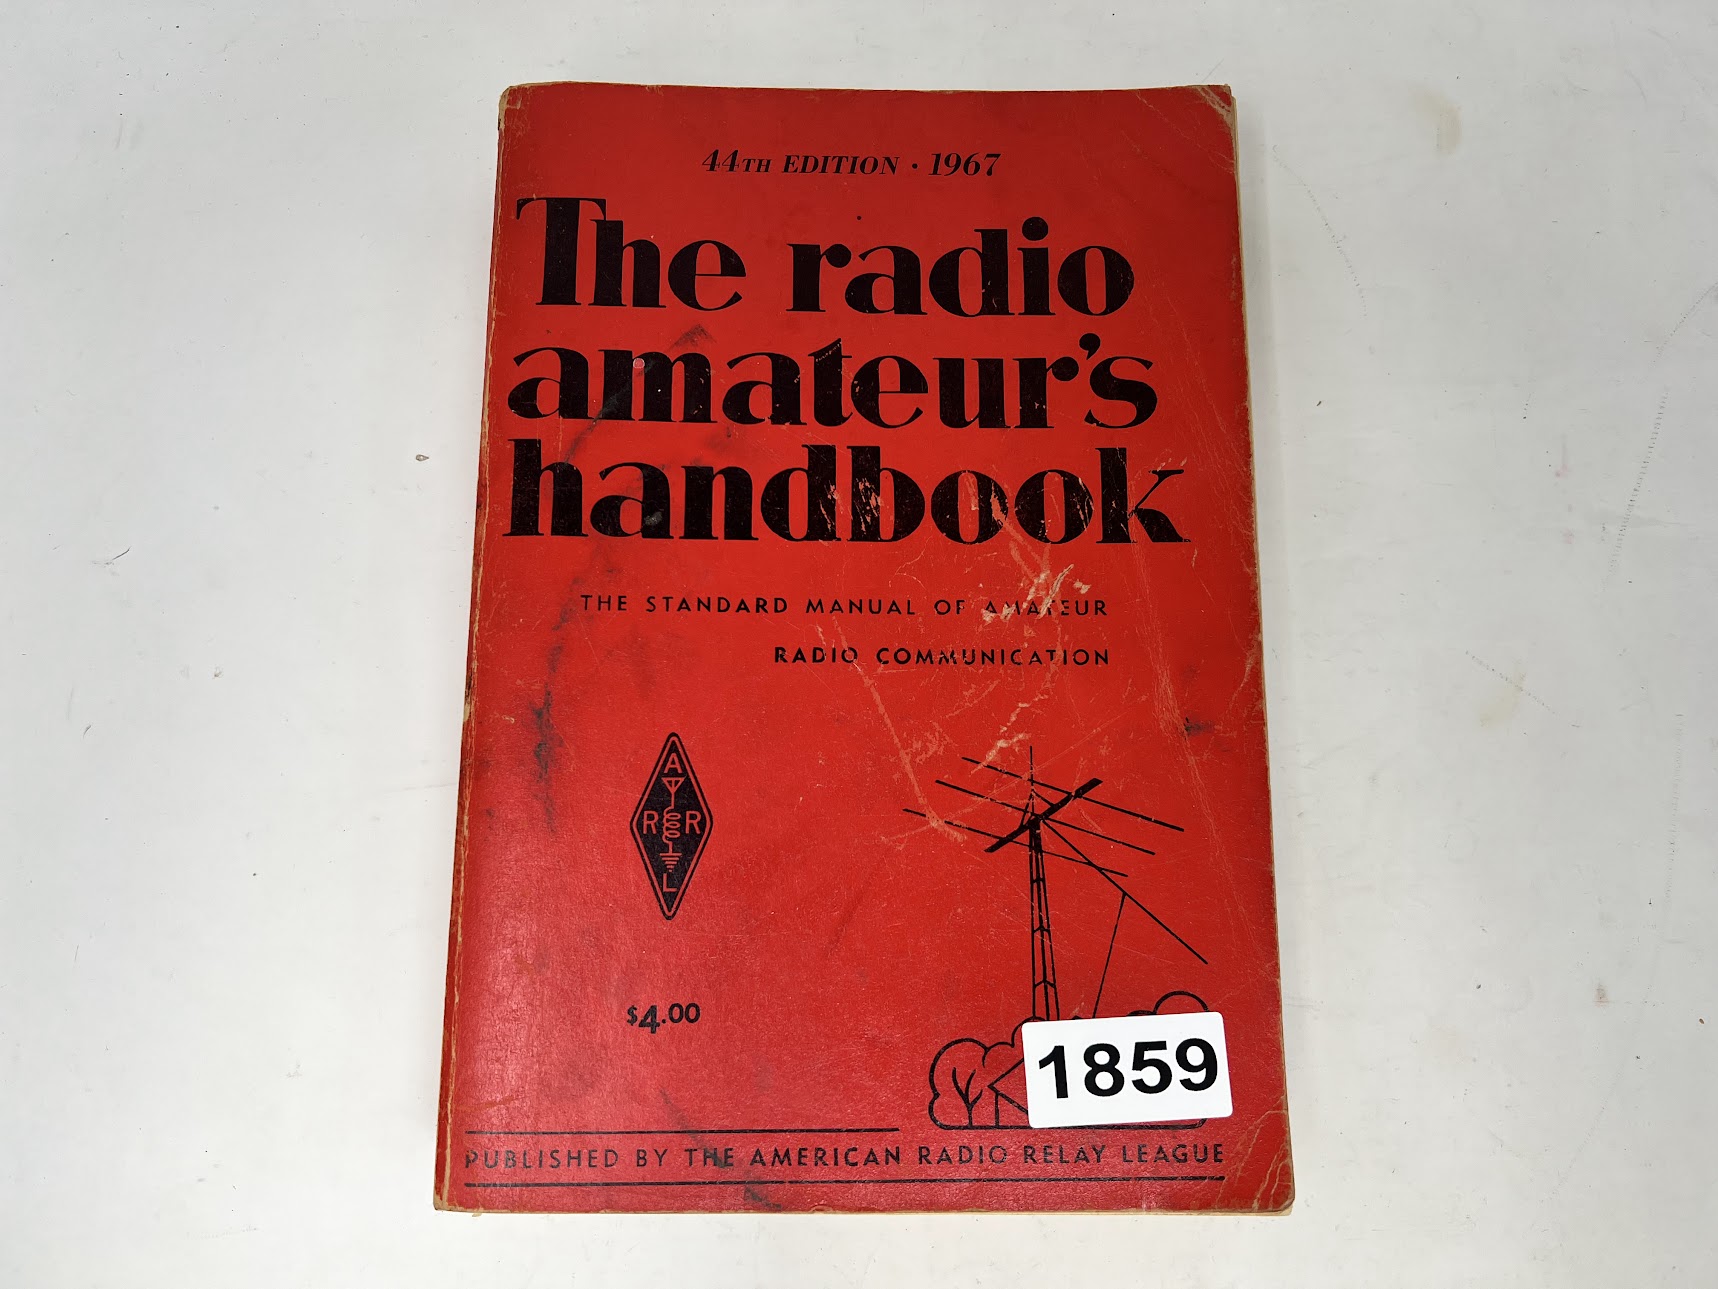 44TH EDITION · 1967
The radio
amateur's
handbook
THE STANDARD MANUAL OF AMATEUR
RADIO COMMUNICATION
A
R R
L
$4.00
1859
PUBLISHED BY THE AMERICAN RADIO RELAY LEAGUE